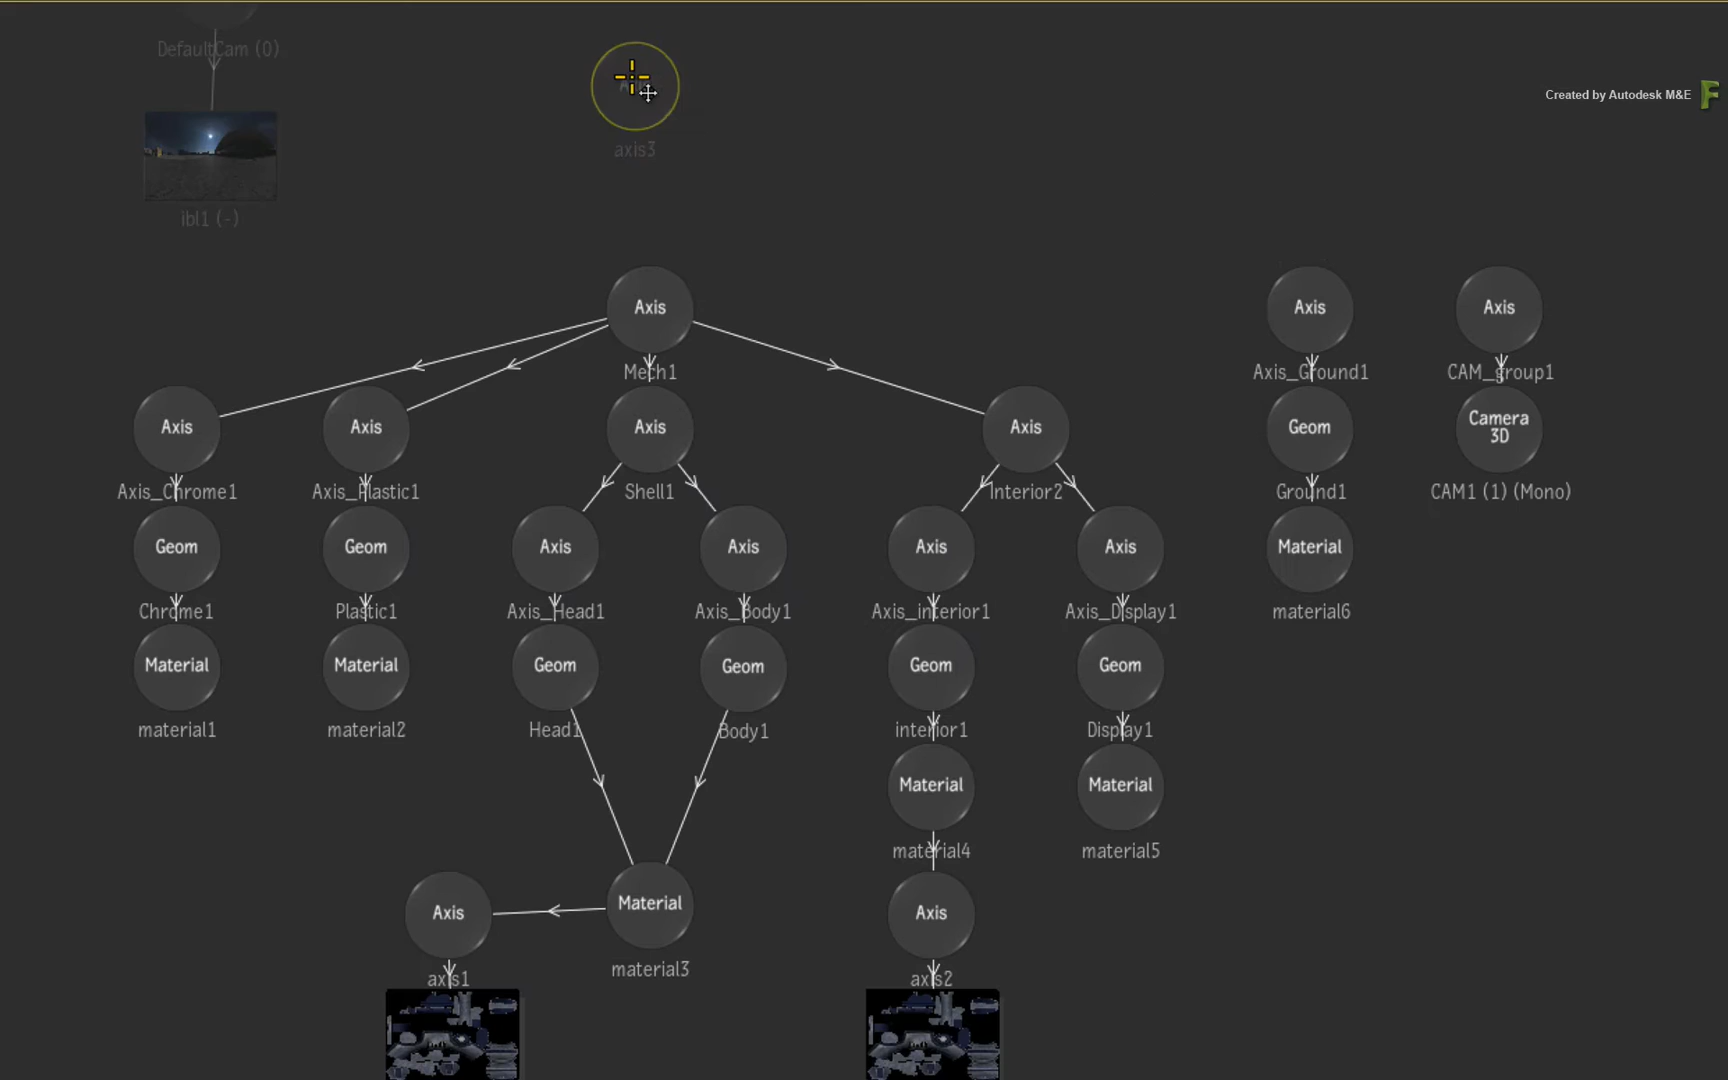 DefaultCam (0)
axis3
Created by Autodesk M&E
ibl1 (-)
Axis
Mech1
Axis
Axis_Ground1
Axis
CAM_group1
Axis
Axis_Chrome1
Axis
Axis_Plastic1
Axis
Shell1
Axis
Interior2
Geom
Ground1
Camera
3D
CAM1 (1) (Mono)
Geom
Chrome1
Geom
Plastic1
Axis
Axis_Head1
Axis
Axis_Body1
Axis
Axis_interior1
Axis
Axis_Display1
Material
material6
Material
material1
Material
material2
Geom
Head1
Geom
Body1
Geom
interior1
Geom
Display1
Material
material4
Material
material5
Axis
axis1
Material
material3
Axis
axis2